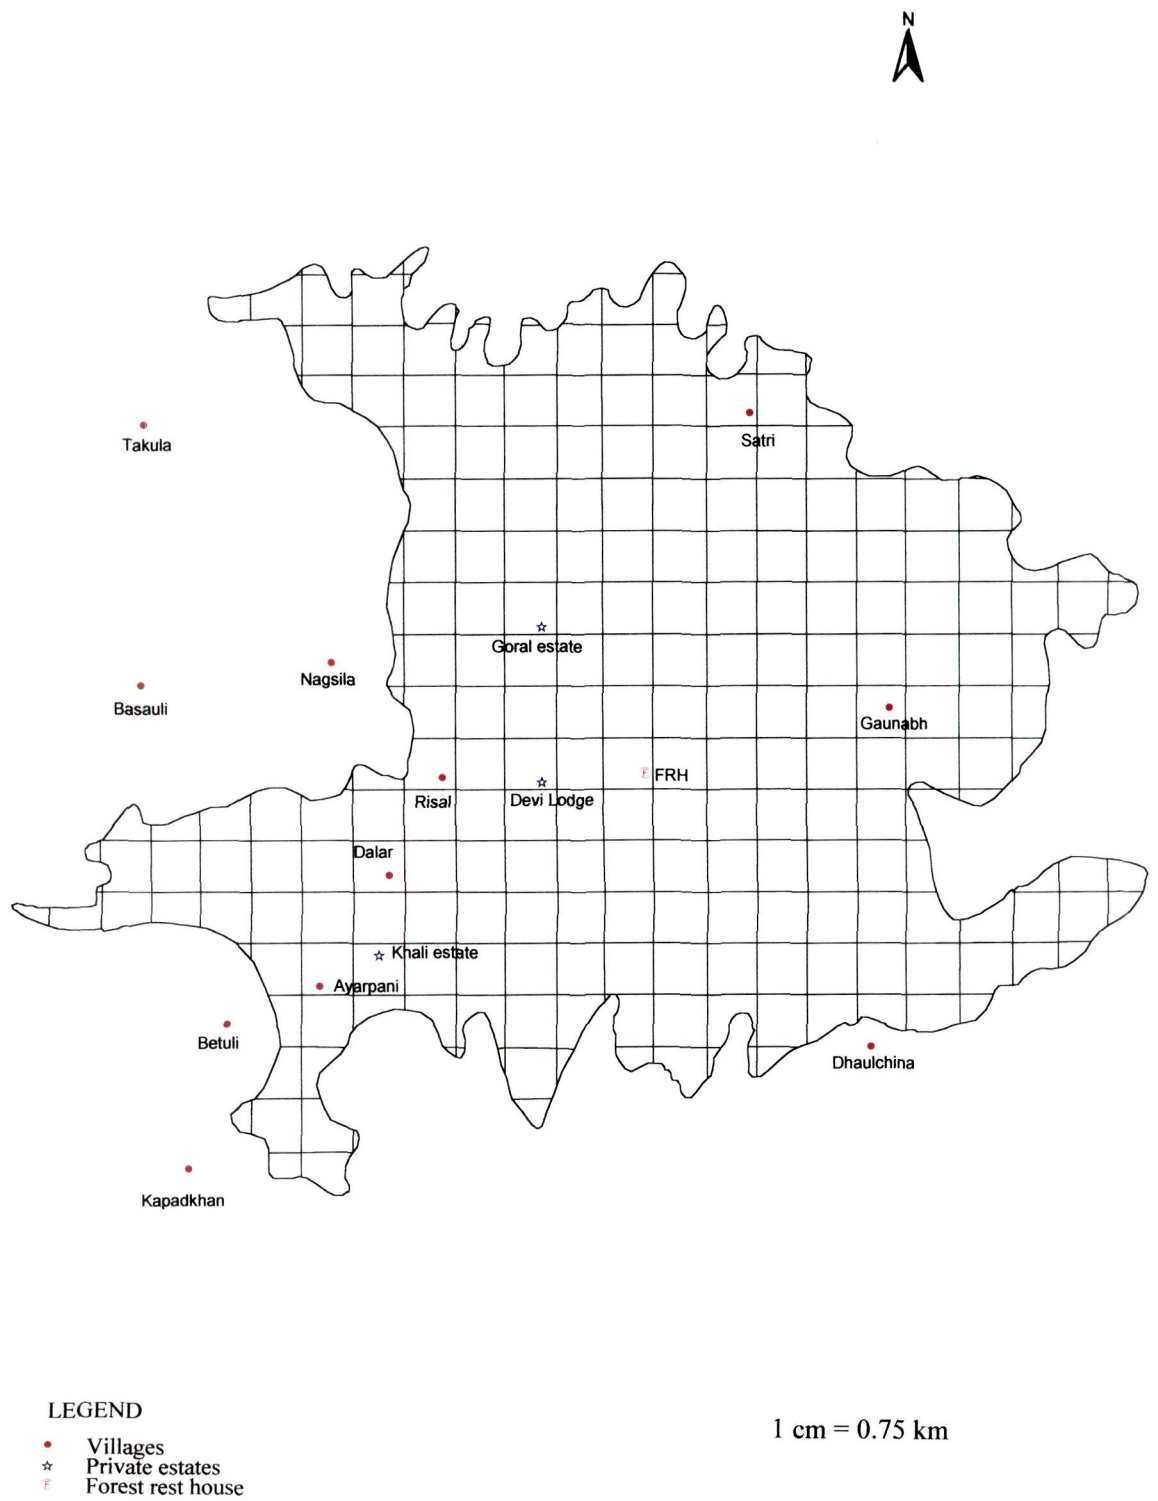 N
Takula
Satri
Goral estate
Nagsila
Basauli
Gaunabh
FRH
Risal
Devi Lodge
Dalar
Khali estate
Ayarpani
Betuli
Dhaulchina
Kapadkhan
LEGEND
1 cm = 0.75 km
Villages
Private estates
F Forest rest house